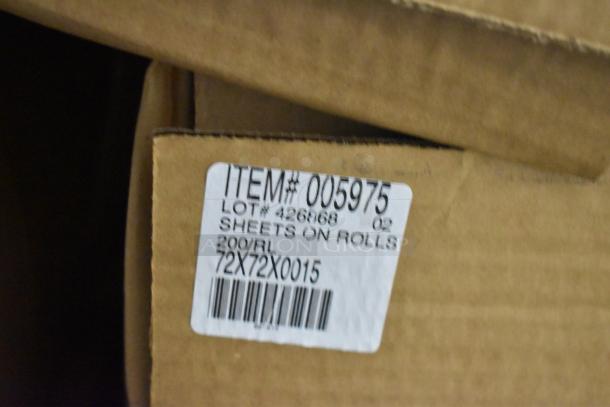 ITEM# 005975
LOT# 426868 02
SHEETS ON ROLLS
200/RL
72X72X0015